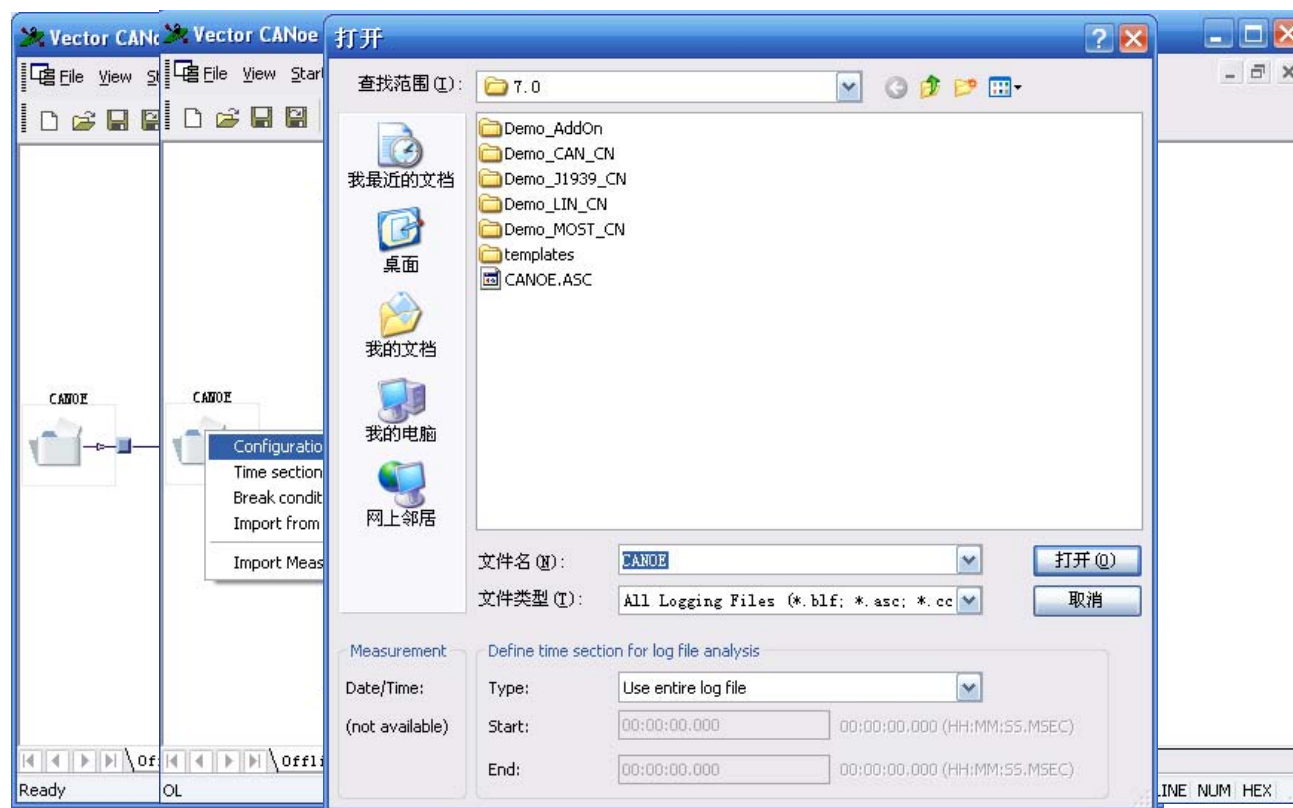 Vector CANo
Vector CANoe
打开
File View St
File View Start
查找范围(I):
7.0
Demo_AddOn
Demo_CAN_CN
Demo_J1939_CN
Demo_LIN_CN
Demo_MOST_CN
templates
CANOE.ASC
我最近的文档
桌面
我的文档
我的电脑
网上邻居
CANOE
CANOE
Configuratio
Time section
Break condit
Import from
Import Meas
文件名(N):
CANOE
打开(O)
文件类型(T):
All Logging Files (*.blf; *.asc; *.cc
取消
Measurement
Define time section for log file analysis
Date/Time:
Type:
Use entire log file
(not available)
Start:
00:00:00.000
00:00:00.000 (HH:MM:SS.MSEC)
End:
00:00:00.000
00:00:00.000 (HH:MM:SS.MSEC)
Of
Offli
Ready
OL
LINE NUM HEX